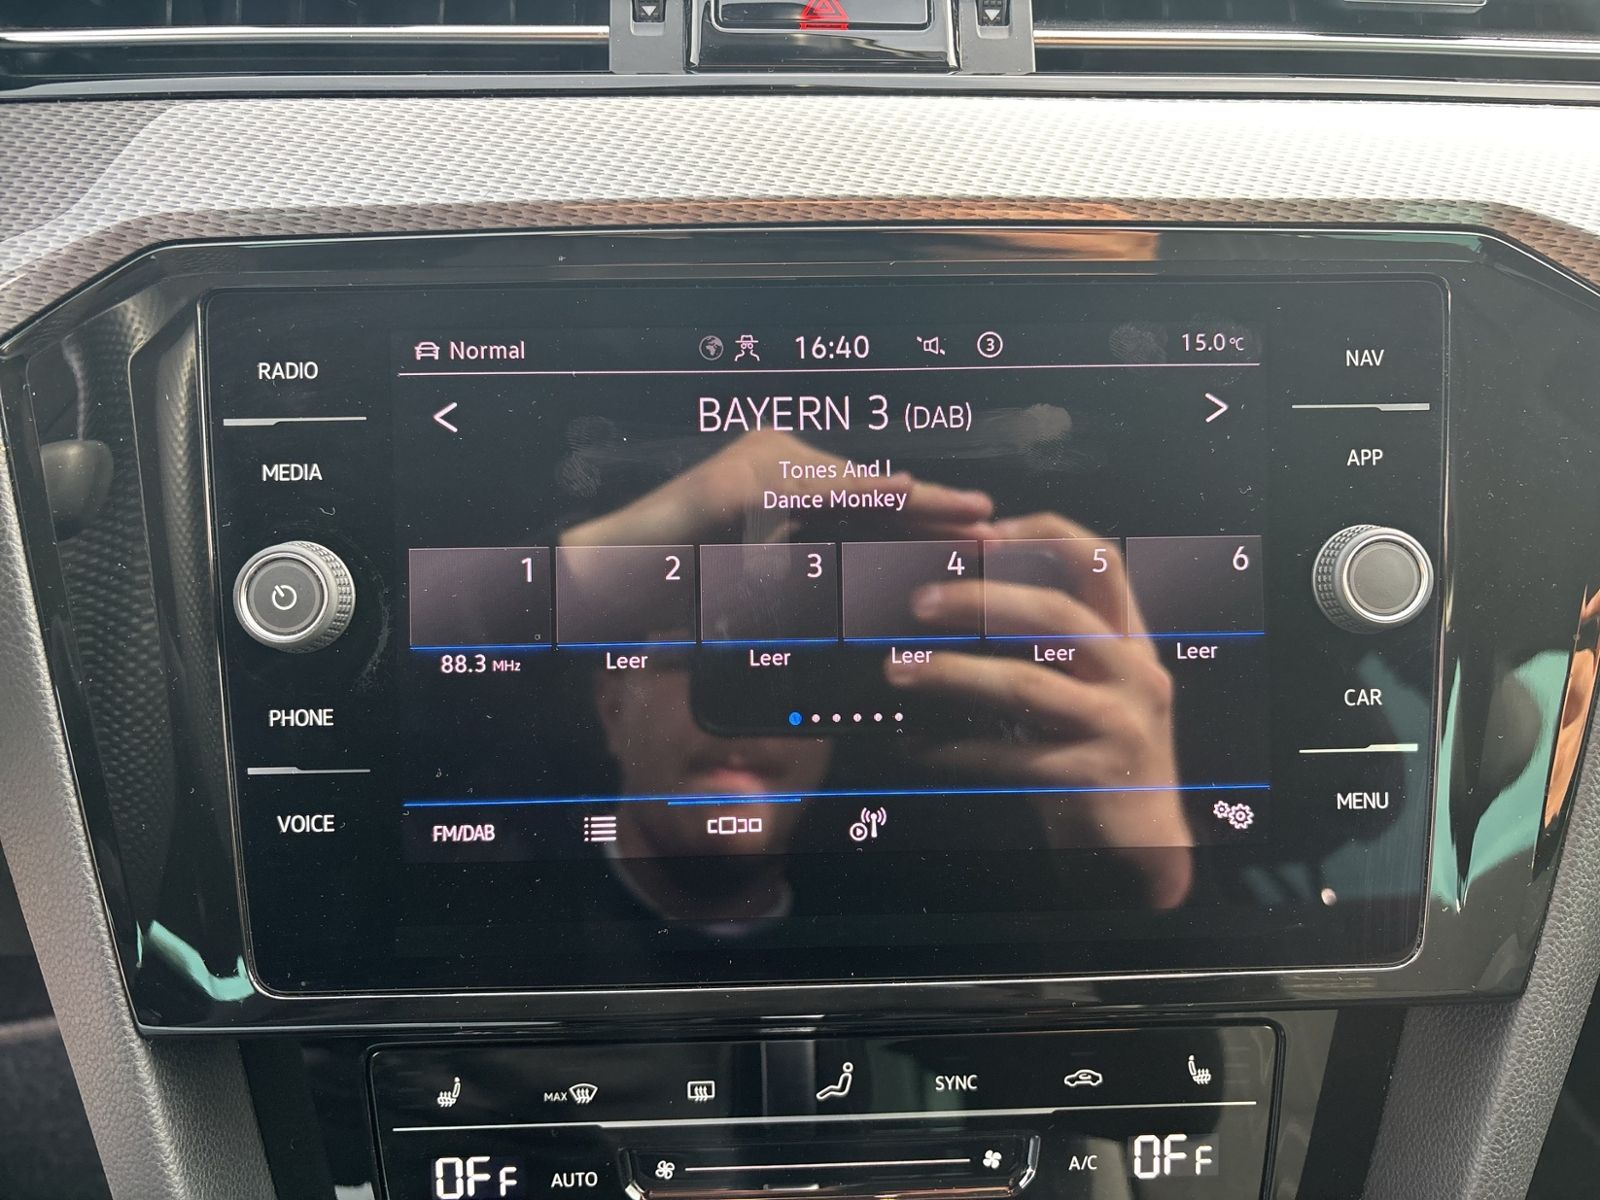 Normal 16:40 3 15.0 °C
RADIO
NAV
< BAYERN 3 (DAB) >
MEDIA
APP
Tones And I
Dance Monkey
1 2 3 4 5 6
88.3 MHz Leer Leer Leer Leer Leer
PHONE
CAR
VOICE
MENU
FM/DAB
MAX SYNC
OFF AUTO A/C OFF